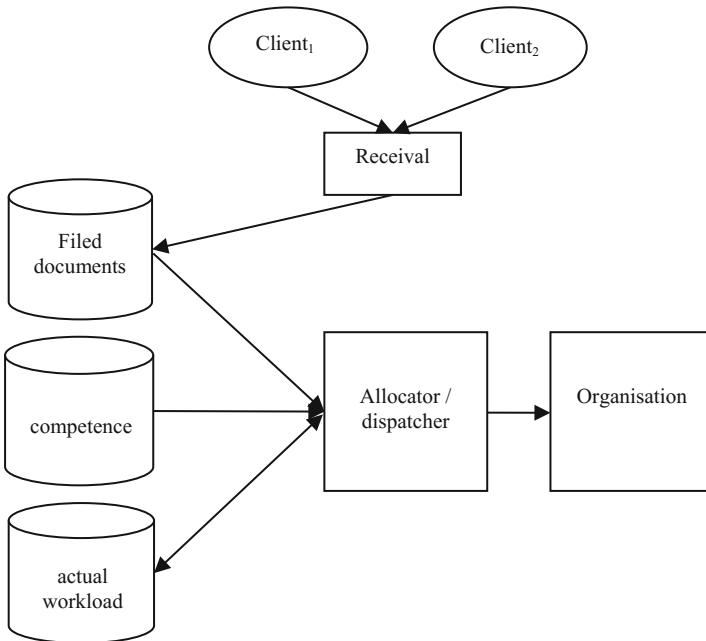 Client₁
Client₂
Receival
Filed
documents
competence
actual
workload
Allocator /
dispatcher
Organisation